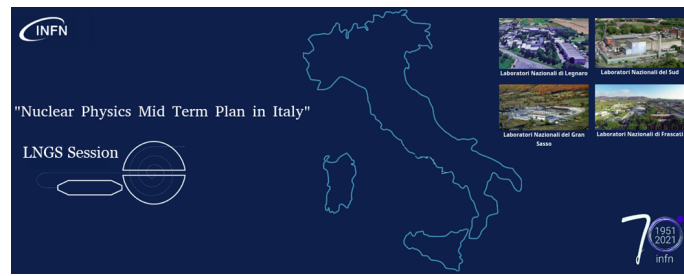 INFN
"Nuclear Physics Mid Term Plan in Italy"
LNGS Session
Laboratori Nazionali di Legnaro
Laboratori Nazionali del Sud
Laboratori Nazionali del Gran
Sasso
Laboratori Nazionali di Frascati
70
1951
2021
infn